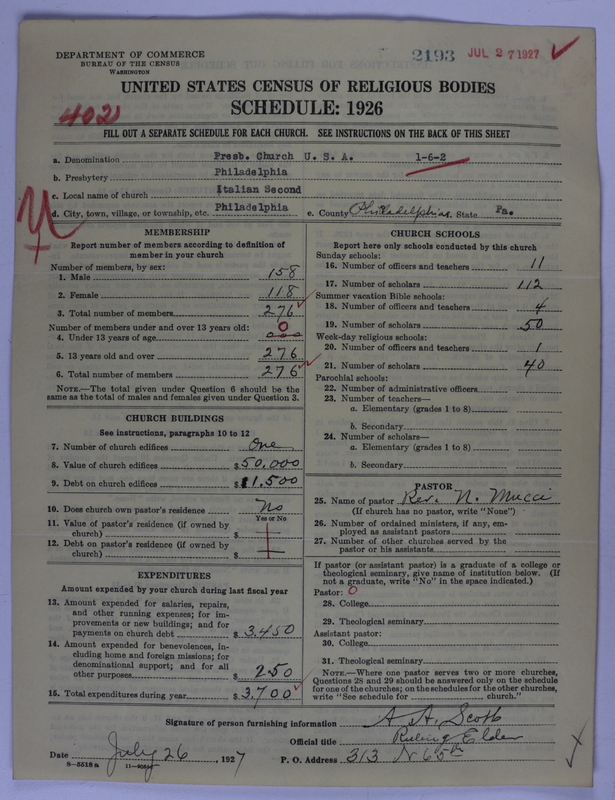 DEPARTMENT OF COMMERCE
BUREAU OF THE CENSUS
WASHINGTON
2193 JUL 27 1927 ✓
UNITED STATES CENSUS OF RELIGIOUS BODIES
402
SCHEDULE: 1926
FILL OUT A SEPARATE SCHEDULE FOR EACH CHURCH. SEE INSTRUCTIONS ON THE BACK OF THIS SHEET
a. Denomination Presb. Church U. S. A. 1-6-2
b. Presbytery Philadelphia
c. Local name of church Italian Second
d. City, town, village, or township, etc. Philadelphia e. County Philadelphia State Pa.
MEMBERSHIP
Report number of members according to definition of
member in your church
Number of members, by sex:
1. Male 158
2. Female 118
3. Total number of members 276 ✓
Number of members under and over 13 years old:
4. Under 13 years of age 0 000
5. 13 years old and over 276
6. Total number of members 276 ✓
NOTE.—The total given under Question 6 should be the
same as the total of males and females given under Question 3.
CHURCH BUILDINGS
See instructions, paragraphs 10 to 12
7. Number of church edifices One
8. Value of church edifices $50.000
9. Debt on church edifices $11,500
10. Does church own pastor's residence No
Yes or No
11. Value of pastor's residence (if owned by
church) $
12. Debt on pastor's residence (if owned by
church) $
EXPENDITURES
Amount expended by your church during last fiscal year
13. Amount expended for salaries, repairs,
and other running expenses; for im-
provements or new buildings; and for
payments on church debt $3.450
14. Amount expended for benevolences, in-
cluding home and foreign missions; for
denominational support; and for all
other purposes $250
15. Total expenditures during year $3.700 ✓
CHURCH SCHOOLS
Report here only schools conducted by this church
Sunday schools:
16. Number of officers and teachers 11
17. Number of scholars 112
Summer vacation Bible schools:
18. Number of officers and teachers 4
19. Number of scholars 50
Week-day religious schools:
20. Number of officers and teachers 1
21. Number of scholars 40
Parochial schools:
22. Number of administrative officers
23. Number of teachers—
a. Elementary (grades 1 to 8)
b. Secondary
24. Number of scholars—
a. Elementary (grades 1 to 8)
b. Secondary
PASTOR
25. Name of pastor Rev. N. Mucci
(If church has no pastor, write "None")
26. Number of ordained ministers, if any, em-
ployed as assistant pastors
27. Number of other churches served by the
pastor or his assistants
If pastor (or assistant pastor) is a graduate of a college or
theological seminary, give name of institution below. (If
not a graduate, write "No" in the space indicated.)
Pastor: 0
28. College
29. Theological seminary
Assistant pastor:
30. College
31. Theological seminary
NOTE.—Where one pastor serves two or more churches,
Questions 28 and 29 should be answered only on the schedule
for one of the churches; on the schedules for the other churches,
write "See schedule for church."
Signature of person furnishing information A. A. Scott
Official title Ruling Elder
Date July 26, 1927 P. O. Address 313 N 65th
8—5518a